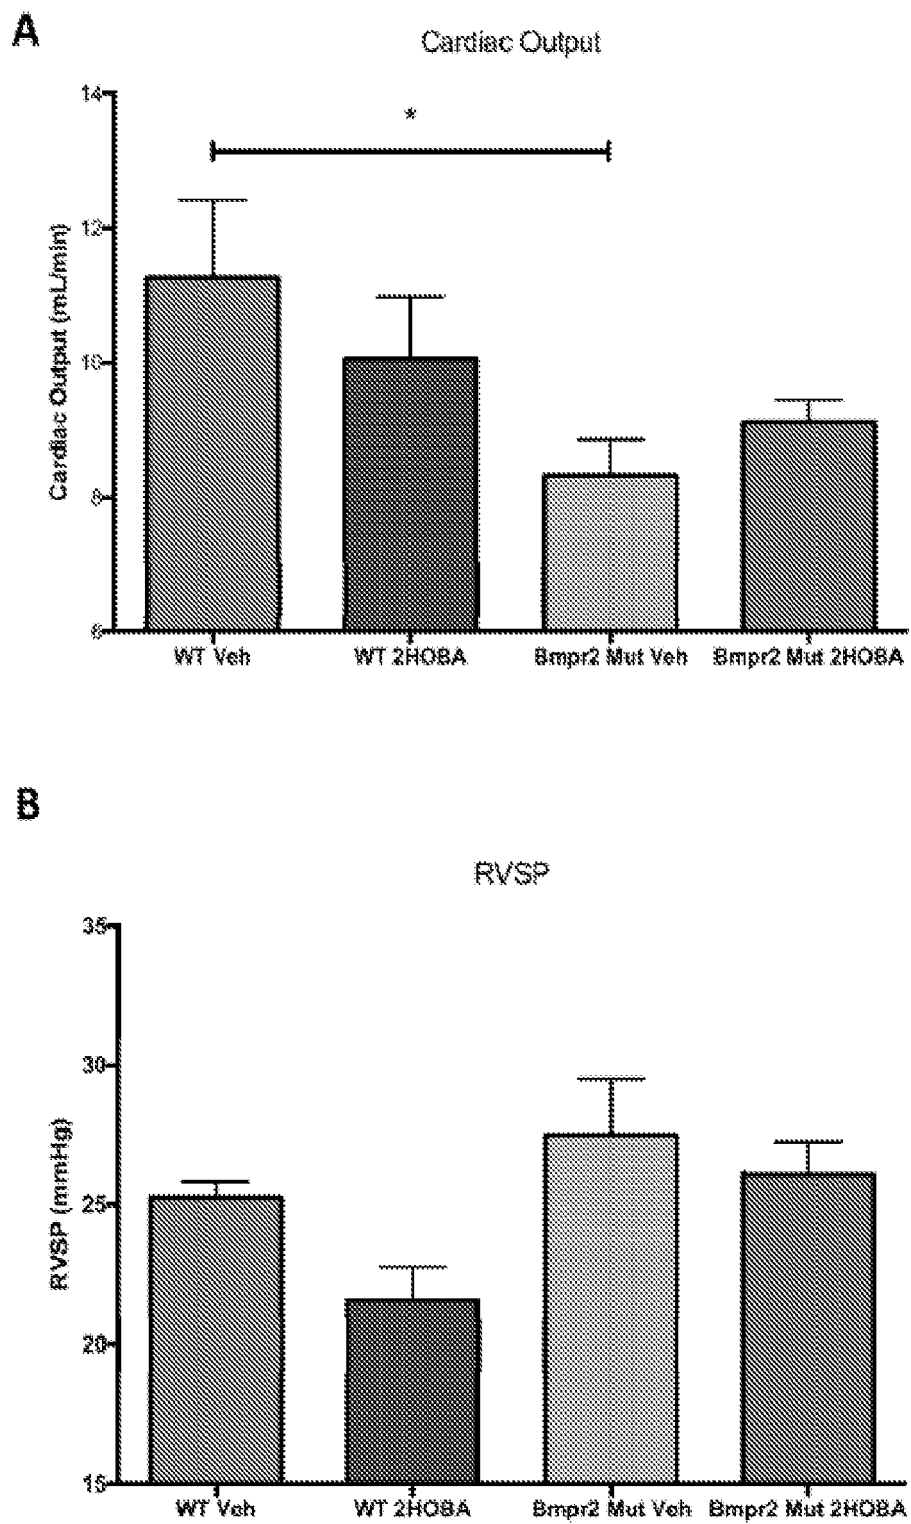 A
Cardiac Output
14
*
12
10
8
6
Cardiac Output (mL/min)
WT Veh
WT 2HOBA
Bmpr2 Mut Veh
Bmpr2 Mut 2HOBA
B
RVSP
35
30
25
20
15
RVSP (mmHg)
WT Veh
WT 2HOBA
Bmpr2 Mut Veh
Bmpr2 Mut 2HOBA